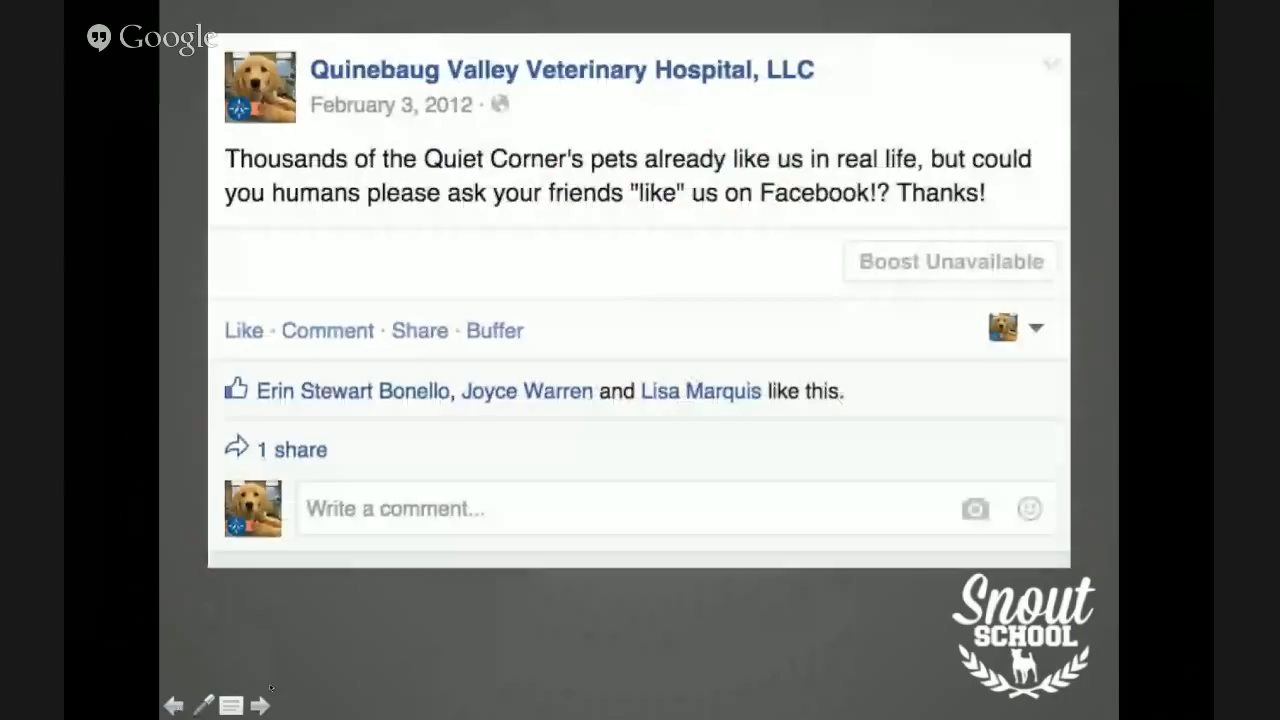 Google
Quinebaug Valley Veterinary Hospital, LLC
February 3, 2012 ·
Thousands of the Quiet Corner's pets already like us in real life, but could
you humans please ask your friends "like" us on Facebook!? Thanks!
Boost Unavailable
Like · Comment · Share · Buffer
Erin Stewart Bonello, Joyce Warren and Lisa Marquis like this.
1 share
Write a comment...
Snout
SCHOOL